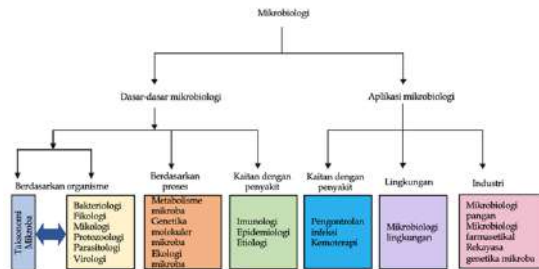 Mikrobiologi
Dasar-dasar mikrobiologi
Aplikasi mikrobiologi
Berdasarkan organisme
Berdasarkan
proses
Kaitan dengan
penyakit
Kaitan dengan
penyakit
Lingkungan
Industri
Taksonomi
Mikroba
Bakteriologi
Fikologi
Mikologi
Protozoologi
Parasitologi
Virologi
Metabolisme
mikroba
Genetika
molekuler
mikroba
Ekologi
mikroba
Imunologi
Epidemiologi
Etiologi
Pengontrolan
infeksi
Kemoterapi
Mikrobiologi
lingkungan
Mikrobiologi
pangan
Mikrobiologi
farmasetikal
Rekayasa
genetika mikroba